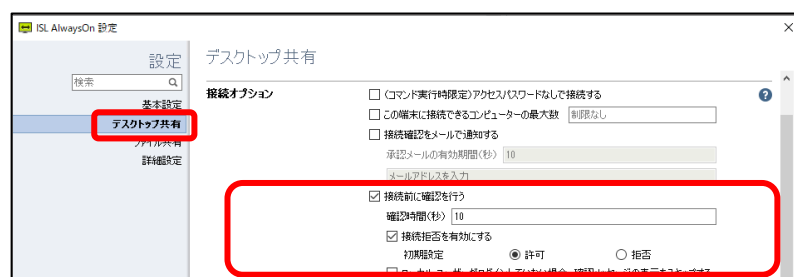 ISL AlwaysOn 設定
設定
検索
基本設定
デスクトップ共有
ファイル共有
詳細設定
デスクトップ共有
接続オプション
(コマンド実行時限定)アクセスパスワードなしで接続する
この端末に接続できるコンピューターの最大数 制限なし
接続確認をメールで通知する
承認メールの有効期間(秒) 10
メールアドレスを入力
接続前に確認を行う
確認時間(秒) 10
接続拒否を有効にする
初期設定 許可 拒否